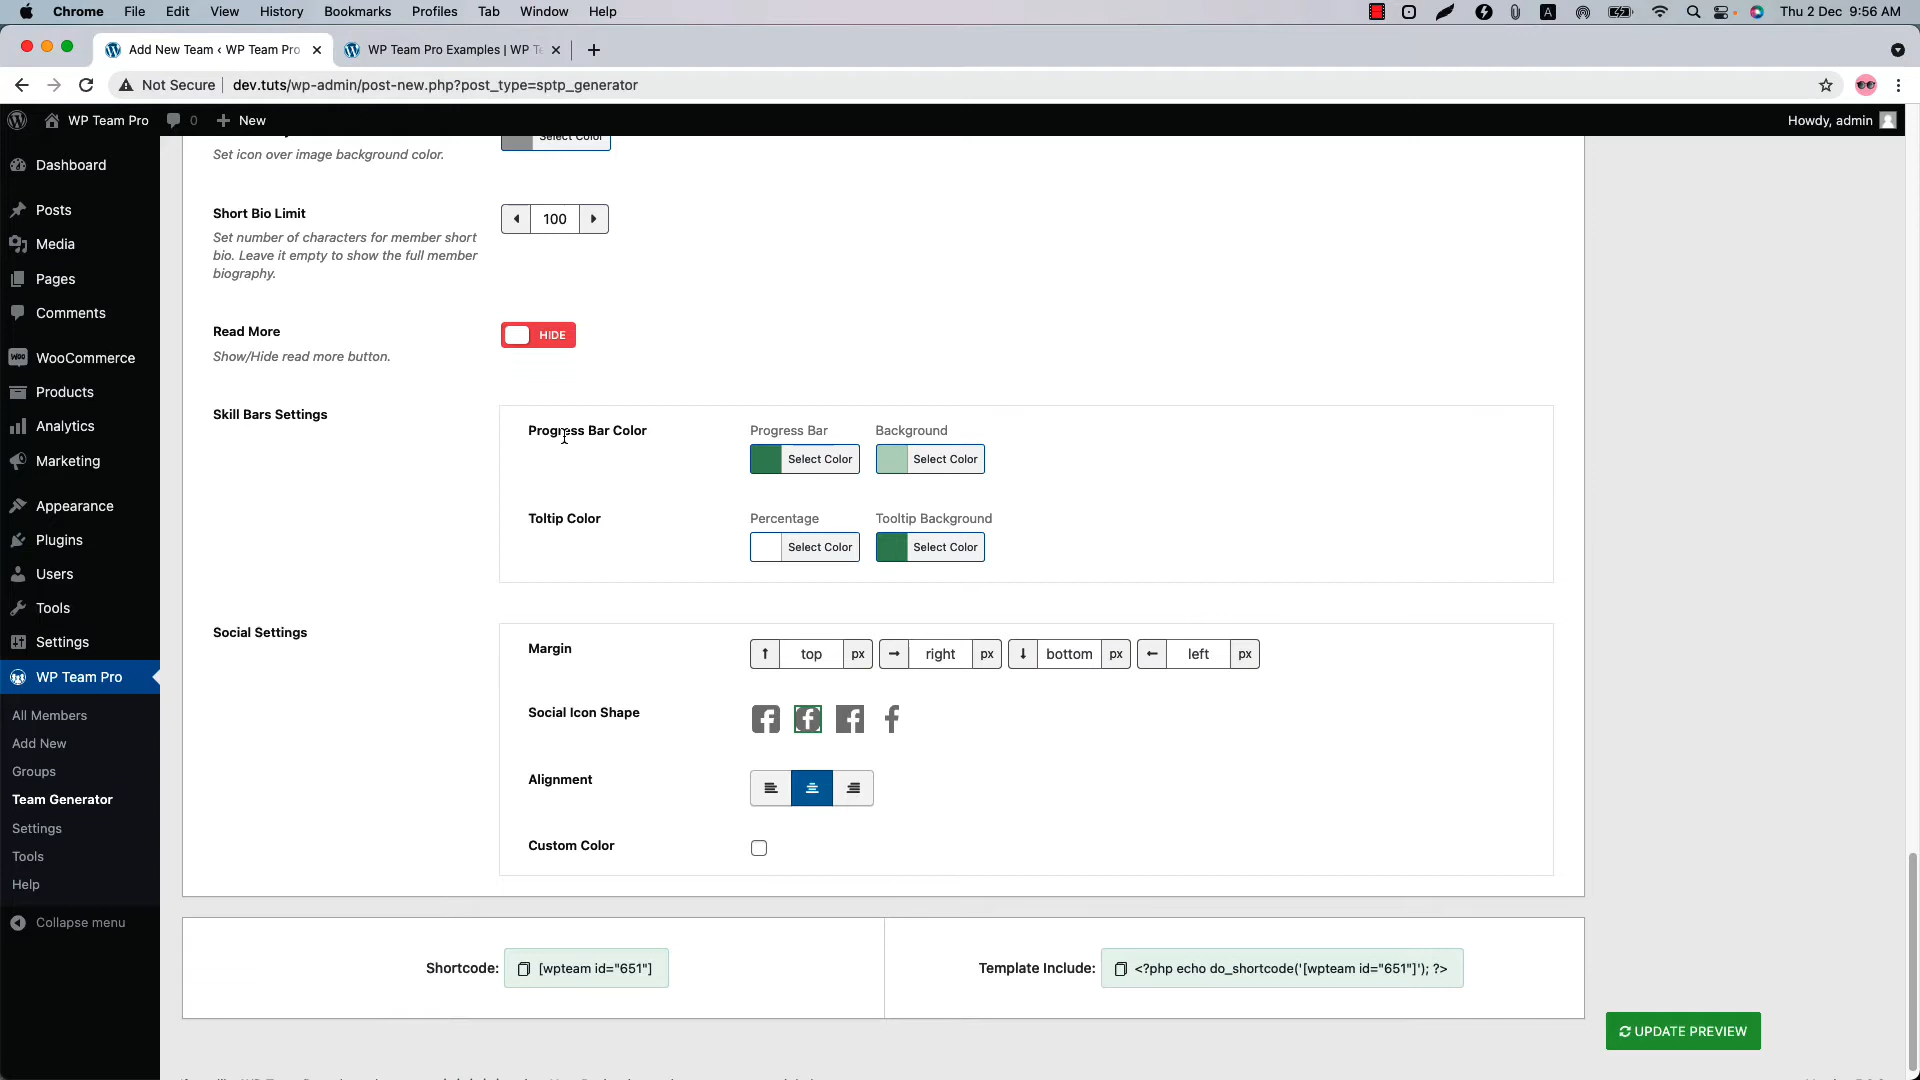 Chrome File Edit View History Bookmarks Profiles Tab Window Help A Thu 2 Dec 9:56 AM
Add New Team ‹ WP Team Pro WP Team Pro Examples | WP T
Not Secure dev.tuts/wp-admin/post-new.php?post_type=sptp_generator
WP Team Pro 0 New Howdy, admin
Dashboard
Posts
Media
Pages
Comments
WooCommerce
Products
Analytics
Marketing
Appearance
Plugins
Users
Tools
Settings
WP Team Pro
All Members
Add New
Groups
Team Generator
Settings
Tools
Help
Collapse menu
Select Color
Set icon over image background color.
Short Bio Limit 100
Set number of characters for member short
bio. Leave it empty to show the full member
biography.
Read More HIDE
Show/Hide read more button.
Skill Bars Settings
Progress Bar Color Progress Bar Background
Select Color Select Color
Toltip Color Percentage Tooltip Background
Select Color Select Color
Social Settings
Margin top px right px bottom px left px
Social Icon Shape
Alignment
Custom Color
Shortcode: [wpteam id="651"] Template Include: <?php echo do_shortcode('[wpteam id="651"]'); ?>
UPDATE PREVIEW